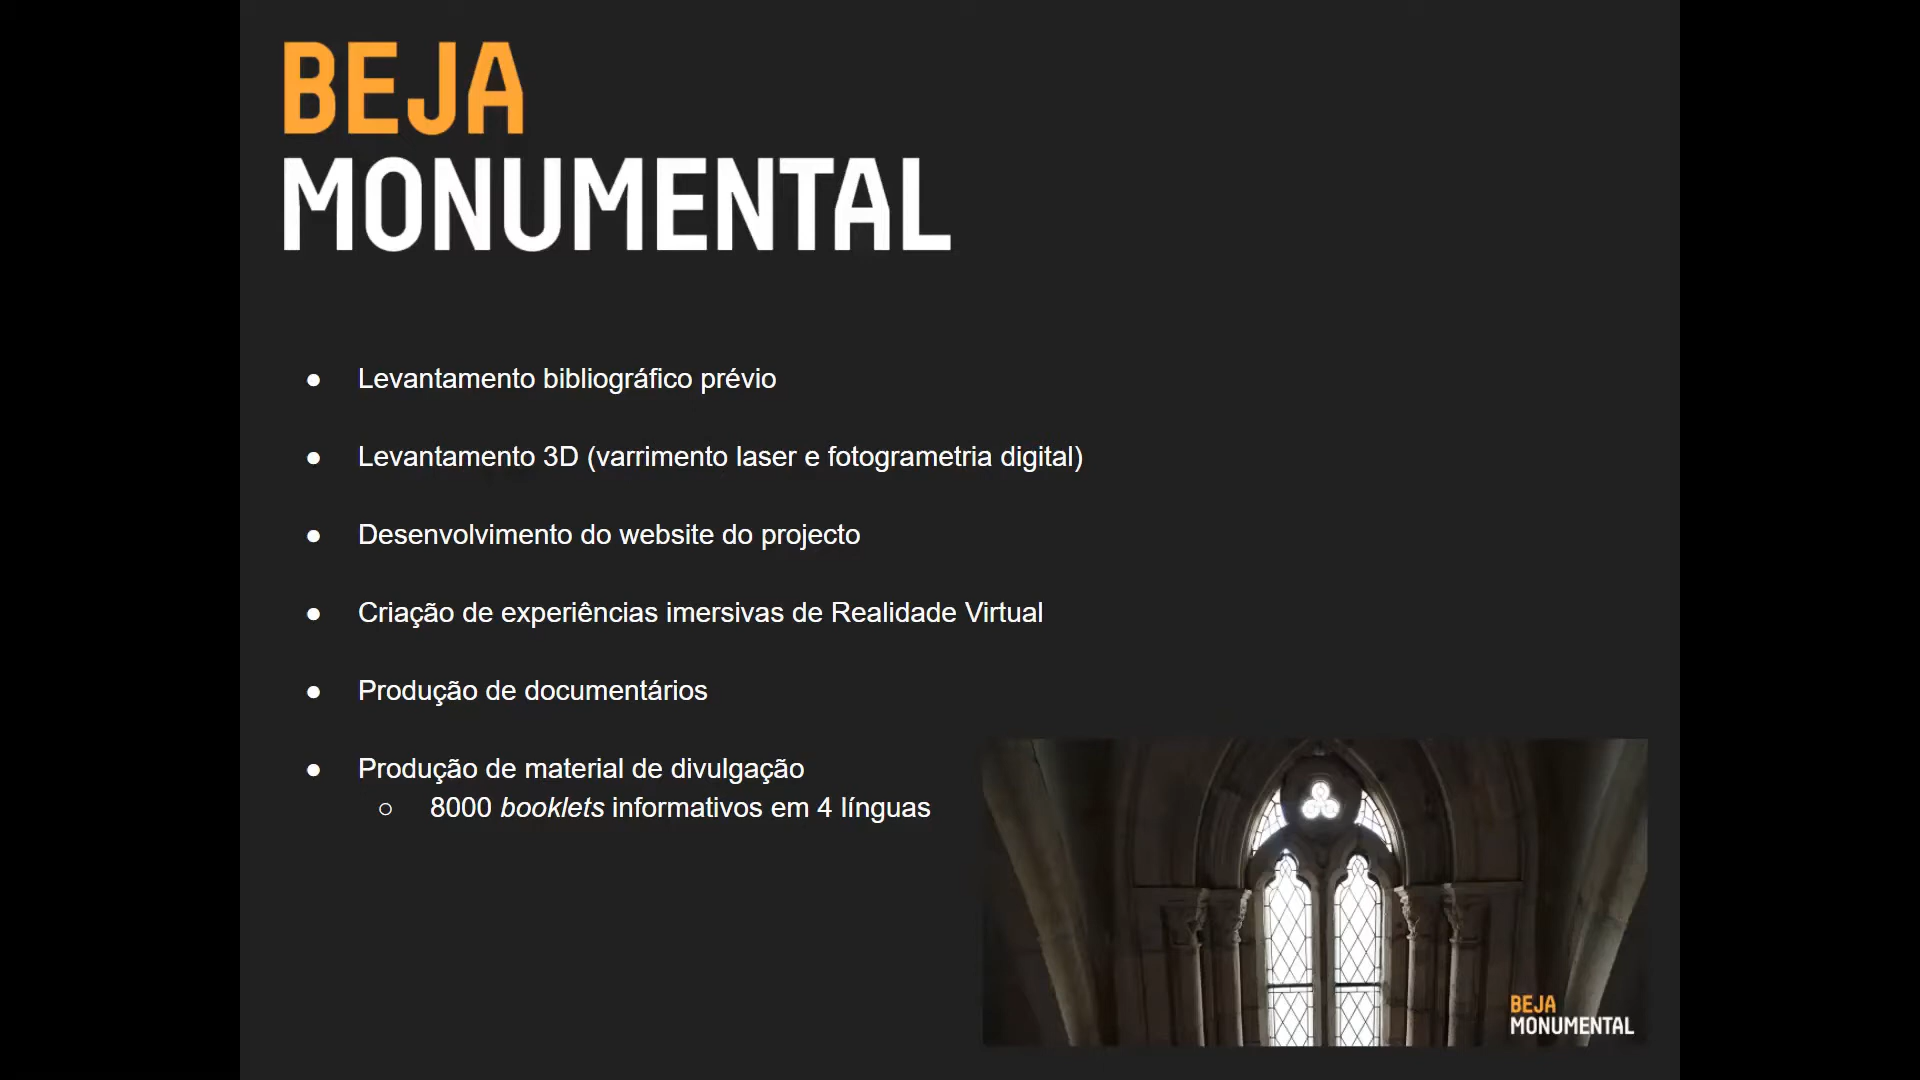 BEJA
MONUMENTAL
● Levantamento bibliográfico prévio
● Levantamento 3D (varrimento laser e fotogrametria digital)
● Desenvolvimento do website do projecto
● Criação de experiências imersivas de Realidade Virtual
● Produção de documentários
● Produção de material de divulgação
○ 8000 booklets informativos em 4 línguas
BEJA
MONUMENTAL